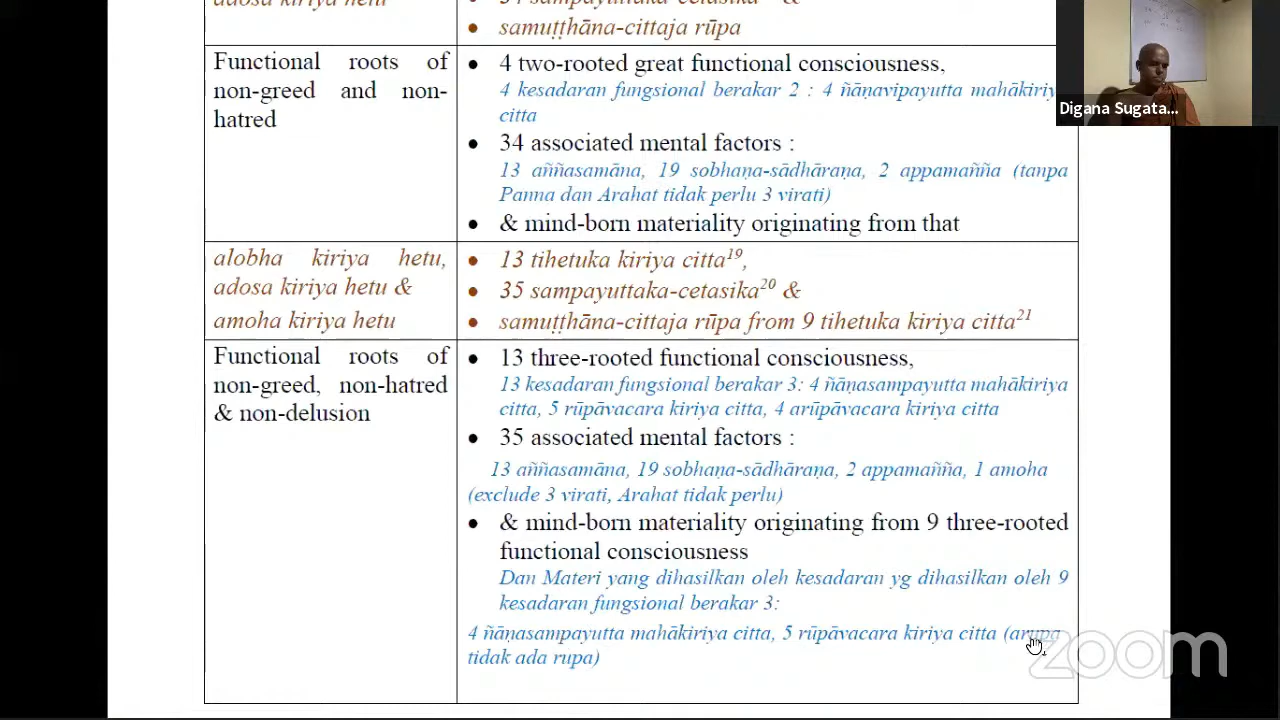 adosa kiriya hetu
34 sampayuttaka-cetasika &
• samuṭṭhāna-cittaja rūpa
Functional roots of
non-greed and non-
hatred
• 4 two-rooted great functional consciousness,
4 kesadaran fungsional berakar 2 : 4 ñāṇavipayutta mahākiriy
citta
• 34 associated mental factors :
13 aññasamāna, 19 sobhaṇa-sādhāraṇa, 2 appamañña (tanpa
Panna dan Arahat tidak perlu 3 virati)
• & mind-born materiality originating from that
alobha kiriya hetu,
adosa kiriya hetu &
amoha kiriya hetu
• 13 tihetuka kiriya citta19,
• 35 sampayuttaka-cetasika20 &
• samuṭṭhāna-cittaja rūpa from 9 tihetuka kiriya citta21
Functional roots of
non-greed, non-hatred
& non-delusion
• 13 three-rooted functional consciousness,
13 kesadaran fungsional berakar 3: 4 ñāṇasampayutta mahākiriya
citta, 5 rūpāvacara kiriya citta, 4 arūpāvacara kiriya citta
• 35 associated mental factors :
13 aññasamāna, 19 sobhaṇa-sādhāraṇa, 2 appamañña, 1 amoha
(exclude 3 virati, Arahat tidak perlu)
• & mind-born materiality originating from 9 three-rooted
functional consciousness
Dan Materi yang dihasilkan oleh kesadaran yg dihasilkan oleh 9
kesadaran fungsional berakar 3:
4 ñāṇasampayutta mahākiriya citta, 5 rūpāvacara kiriya citta (arupa
tidak ada rupa)
Digana Sugata...
zoom